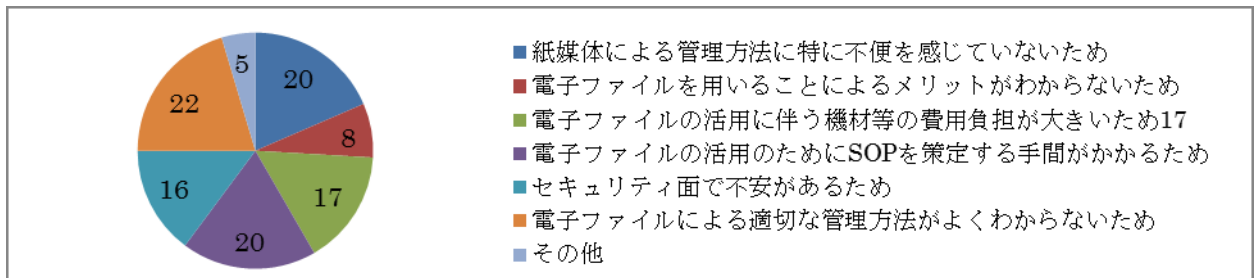 5
20
22
8
16
17
20
紙媒体による管理方法に特に不便を感じていないため
電子ファイルを用いることによるメリットがわからないため
電子ファイルの活用に伴う機材等の費用負担が大きいため17
電子ファイルの活用のためにSOPを策定する手間がかかるため
セキュリティ面で不安があるため
電子ファイルによる適切な管理方法がよくわからないため
その他